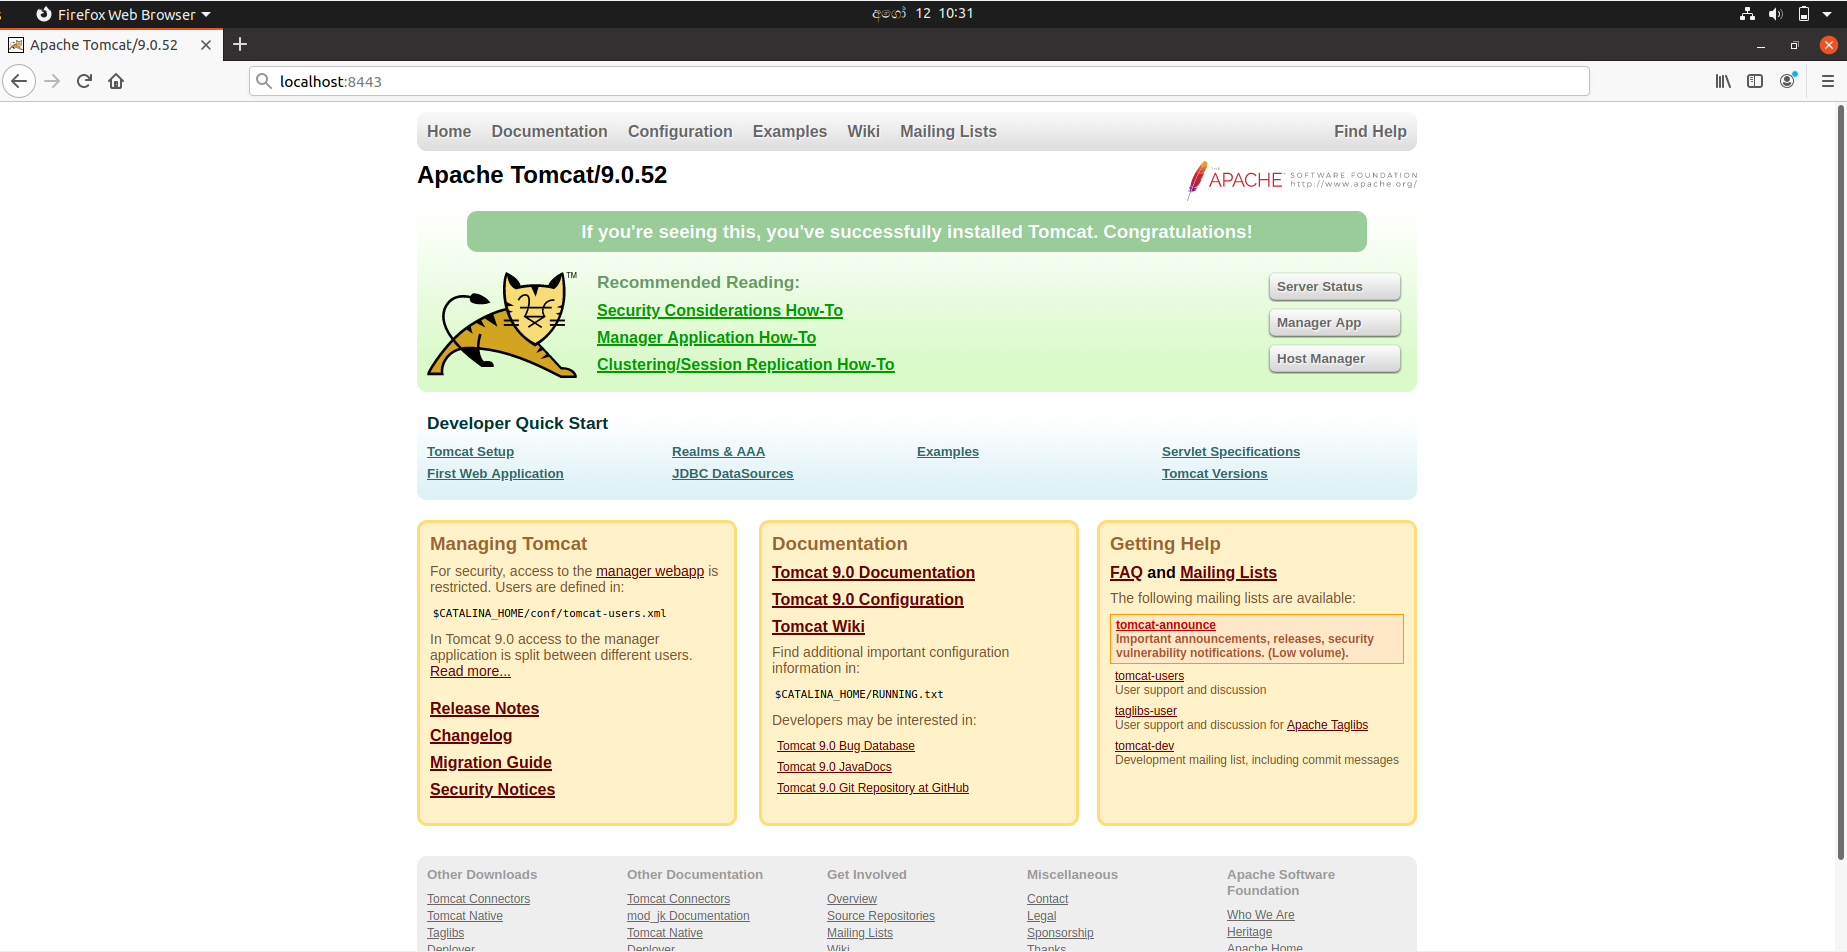 Firefox Web Browser
අගෝ 12 10:31
Apache Tomcat/9.0.52
localhost:8443
Home Documentation Configuration Examples Wiki Mailing Lists Find Help
Apache Tomcat/9.0.52
THE
APACHE SOFTWARE FOUNDATION
http://www.apache.org/
If you're seeing this, you've successfully installed Tomcat. Congratulations!
TM
Recommended Reading:
Security Considerations How-To
Manager Application How-To
Clustering/Session Replication How-To
Server Status
Manager App
Host Manager
Developer Quick Start
Tomcat Setup
First Web Application
Realms & AAA
JDBC DataSources
Examples
Servlet Specifications
Tomcat Versions
Managing Tomcat
For security, access to the manager webapp is
restricted. Users are defined in:
$CATALINA_HOME/conf/tomcat-users.xml
In Tomcat 9.0 access to the manager
application is split between different users.
Read more...
Release Notes
Changelog
Migration Guide
Security Notices
Documentation
Tomcat 9.0 Documentation
Tomcat 9.0 Configuration
Tomcat Wiki
Find additional important configuration
information in:
$CATALINA_HOME/RUNNING.txt
Developers may be interested in:
Tomcat 9.0 Bug Database
Tomcat 9.0 JavaDocs
Tomcat 9.0 Git Repository at GitHub
Getting Help
FAQ and Mailing Lists
The following mailing lists are available:
tomcat-announce
Important announcements, releases, security
vulnerability notifications. (Low volume).
tomcat-users
User support and discussion
taglibs-user
User support and discussion for Apache Taglibs
tomcat-dev
Development mailing list, including commit messages
Other Downloads
Tomcat Connectors
Tomcat Native
Taglibs
Deployer
Other Documentation
Tomcat Connectors
mod_jk Documentation
Tomcat Native
Deployer
Get Involved
Overview
Source Repositories
Mailing Lists
Wiki
Miscellaneous
Contact
Legal
Sponsorship
Thanks
Apache Software
Foundation
Who We Are
Heritage
Apache Home